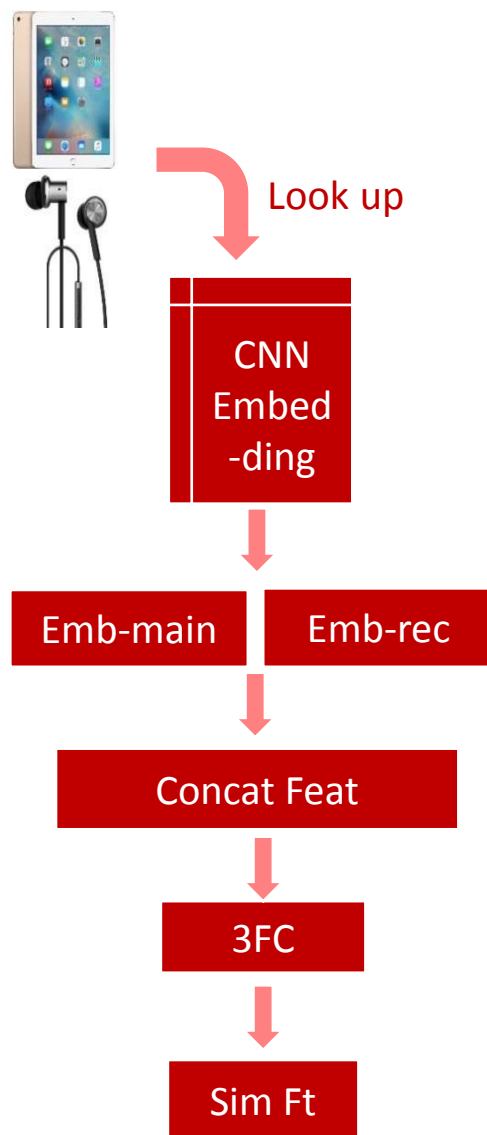 Look up
CNN
Embed
-ding
Emb-main
Emb-rec
Concat Feat
3FC
Sim Ft